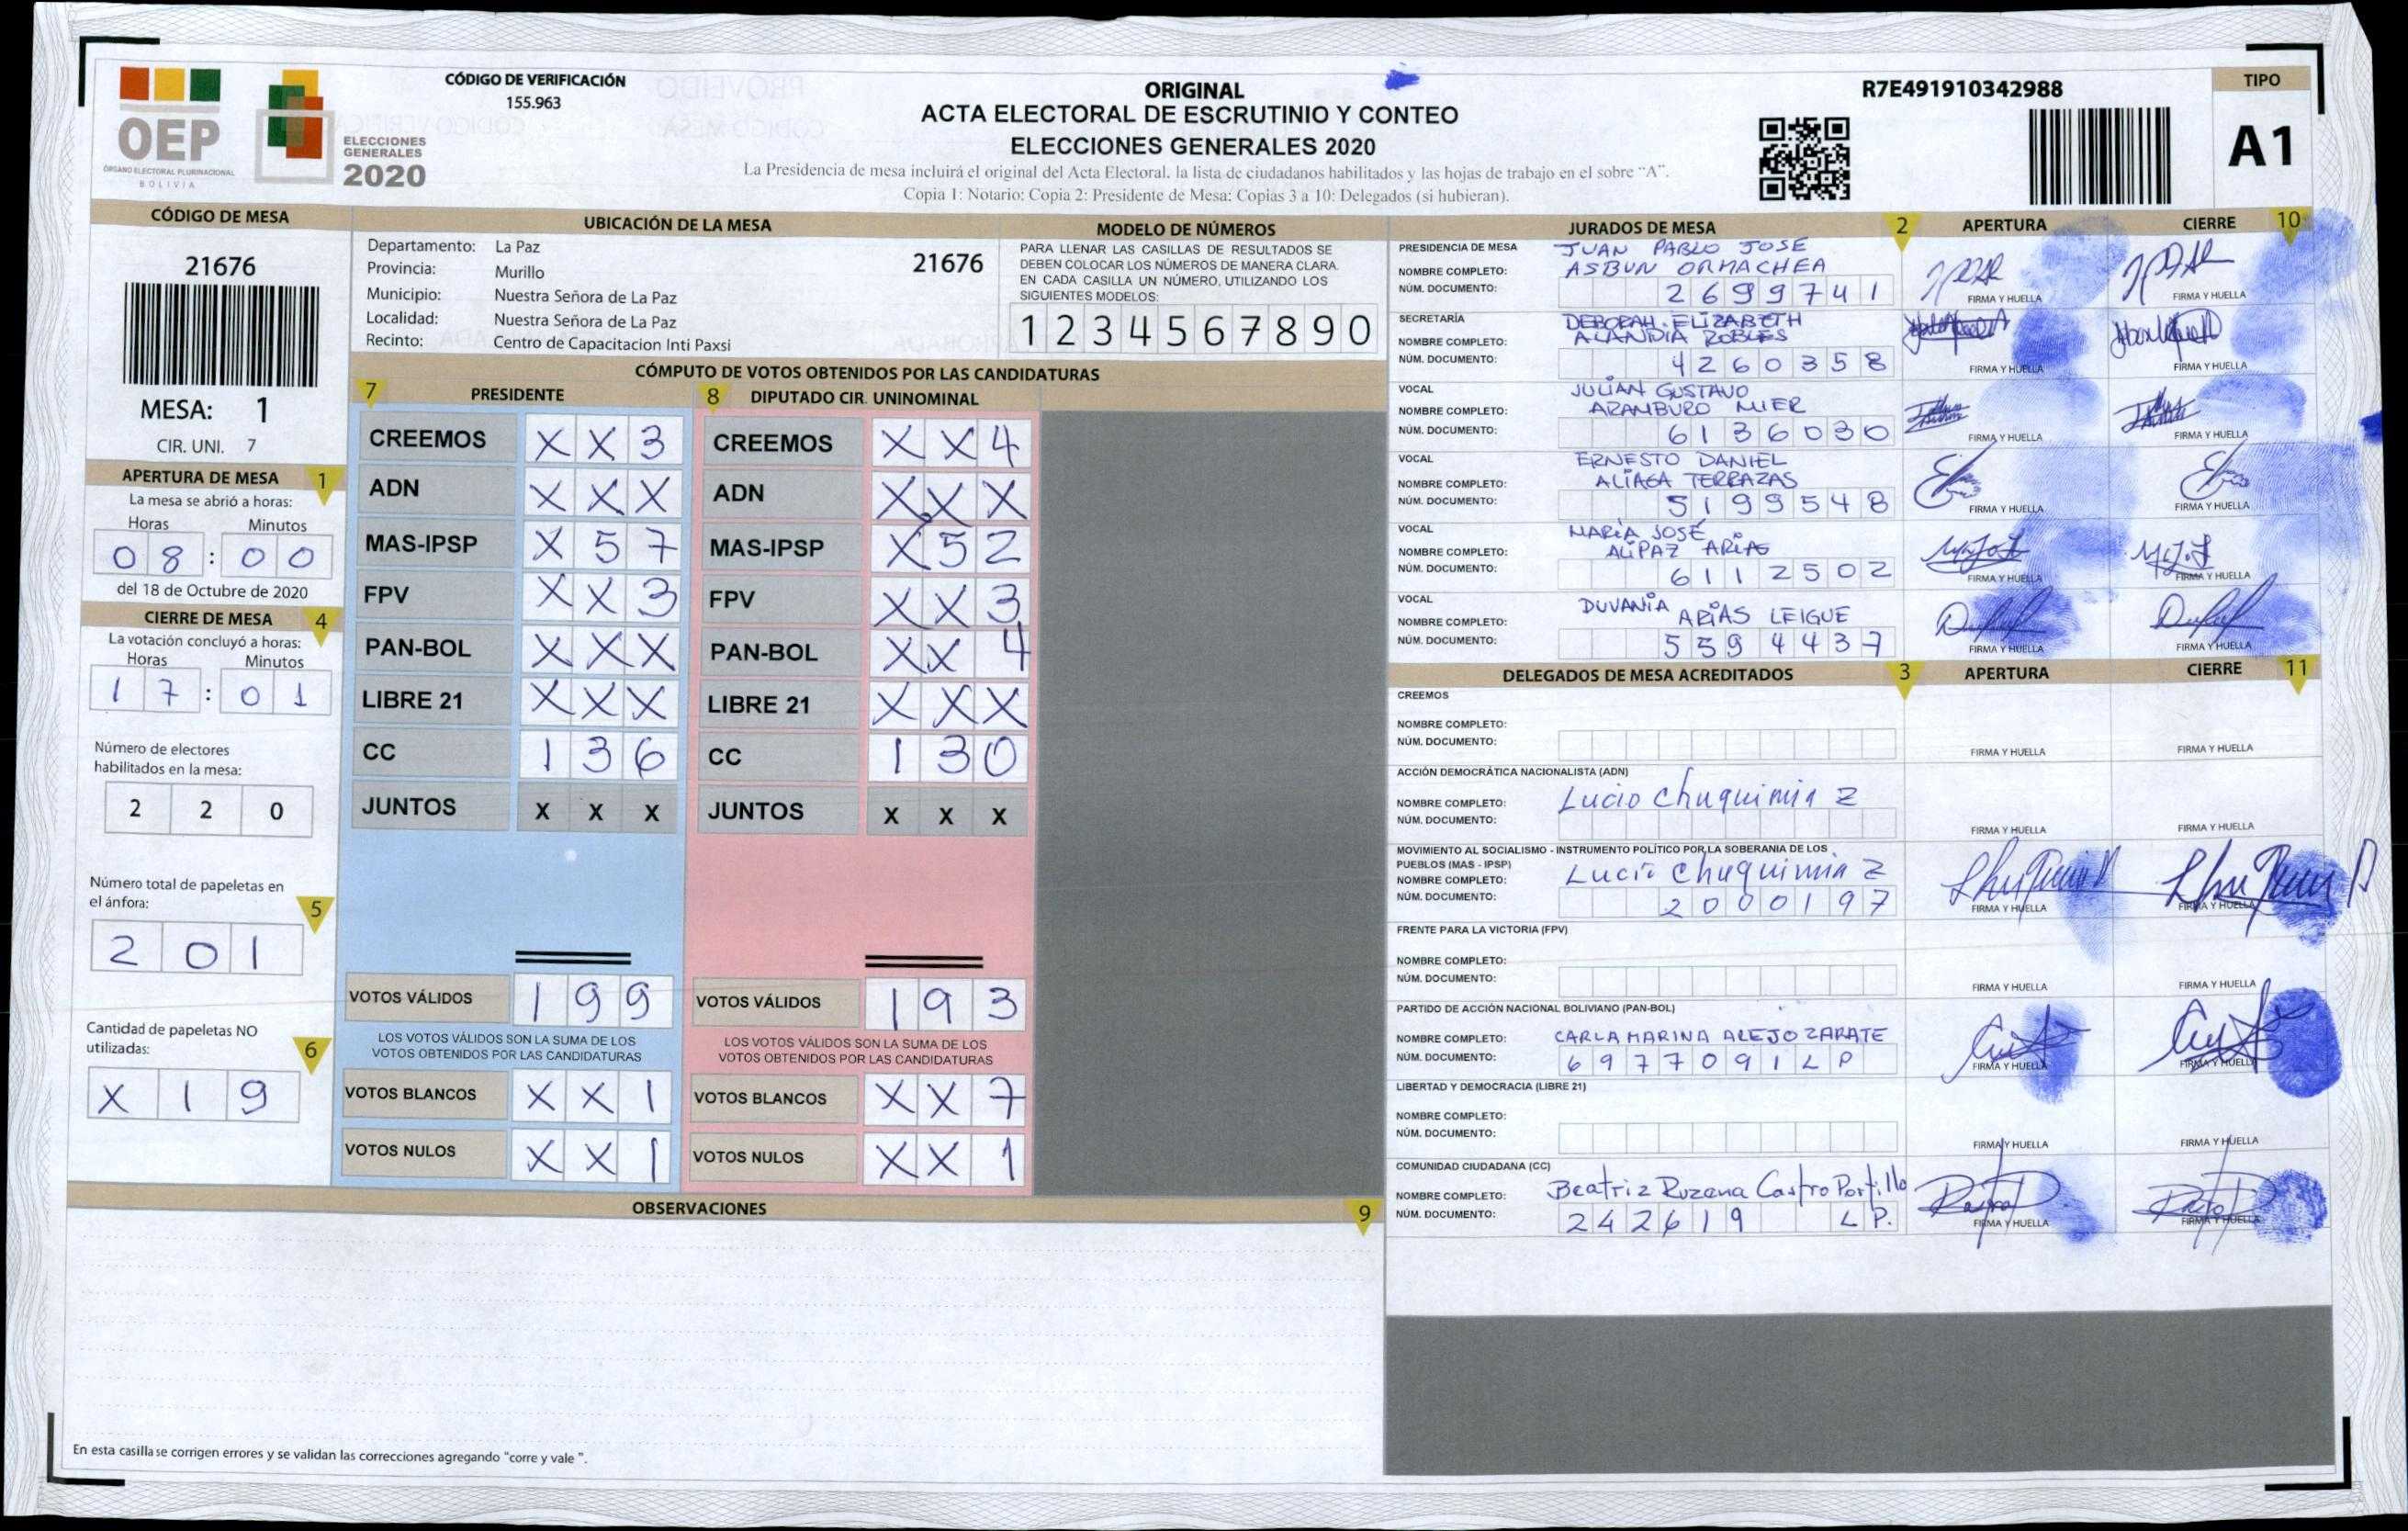 OEP
ÓRGANO ELECTORAL PLURINACIONAL
BOLIVIA
ELECCIONES
GENERALES
2020
CÓDIGO DE VERIFICACIÓN
155.963
ORIGINAL
ACTA ELECTORAL DE ESCRUTINIO Y CONTEO
ELECCIONES GENERALES 2020
La Presidencia de mesa incluirá el original del Acta Electoral. la lista de ciudadanos habilitados y las hojas de trabajo en el sobre "A".
Copia 1: Notario: Copia 2: Presidente de Mesa: Copias 3 a 10: Delegados (si hubieran).
R7E491910342988
TIPO
A1
CÓDIGO DE MESA
21676
MESA: 1
CIR. UNI. 7
APERTURA DE MESA 1
La mesa se abrió a horas:
Horas Minutos
0 8 : 0 0
del 18 de Octubre de 2020
CIERRE DE MESA 4
La votación concluyó a horas:
Horas Minutos
1 7 : 0 1
Número de electores
habilitados en la mesa:
2 2 0
Número total de papeletas en
el ánfora: 5
2 0 1
Cantidad de papeletas NO
utilizadas: 6
X 1 9
UBICACIÓN DE LA MESA
Departamento: La Paz
21676
Provincia: Murillo
Municipio: Nuestra Señora de La Paz
Localidad: Nuestra Señora de La Paz
Recinto: Centro de Capacitacion Inti Paxsi
MODELO DE NÚMEROS
PARA LLENAR LAS CASILLAS DE RESULTADOS SE
DEBEN COLOCAR LOS NÚMEROS DE MANERA CLARA.
EN CADA CASILLA UN NÚMERO, UTILIZANDO LOS
SIGUIENTES MODELOS:
1 2 3 4 5 6 7 8 9 0
CÓMPUTO DE VOTOS OBTENIDOS POR LAS CANDIDATURAS
7 PRESIDENTE
CREEMOS X X 3
ADN X X X
MAS-IPSP X 5 7
FPV X X 3
PAN-BOL X X X
LIBRE 21 X X X
CC 1 3 6
JUNTOS X X X
VOTOS VÁLIDOS 1 9 9
LOS VOTOS VÁLIDOS SON LA SUMA DE LOS
VOTOS OBTENIDOS POR LAS CANDIDATURAS
VOTOS BLANCOS X X 1
VOTOS NULOS X X 1
8 DIPUTADO CIR. UNINOMINAL
CREEMOS X X 4
ADN X X X
MAS-IPSP X 5 2
FPV X X 3
PAN-BOL X X 4
LIBRE 21 X X X
CC 1 3 0
JUNTOS X X X
VOTOS VÁLIDOS 1 9 3
LOS VOTOS VÁLIDOS SON LA SUMA DE LOS
VOTOS OBTENIDOS POR LAS CANDIDATURAS
VOTOS BLANCOS X X 7
VOTOS NULOS X X 1
OBSERVACIONES 9
En esta casilla se corrigen errores y se validan las correcciones agregando "corre y vale ".
JURADOS DE MESA 2 APERTURA CIERRE 10
PRESIDENCIA DE MESA JUAN PABLO JOSE
NOMBRE COMPLETO: ASBUN ORMACHEA
NÚM. DOCUMENTO: 2 6 9 9 7 4 1
FIRMA Y HUELLA FIRMA Y HUELLA
SECRETARÍA DEBORAH ELIZABETH
NOMBRE COMPLETO: ALANDIA ROBLES
NÚM. DOCUMENTO: 4 2 6 0 3 5 8
FIRMA Y HUELLA FIRMA Y HUELLA
VOCAL JULIAN GUSTAVO
NOMBRE COMPLETO: ARAMBURO MIER
NÚM. DOCUMENTO: 6 1 3 6 0 3 0
FIRMA Y HUELLA FIRMA Y HUELLA
VOCAL ERNESTO DANIEL
NOMBRE COMPLETO: ALIAGA TERRAZAS
NÚM. DOCUMENTO: 5 1 9 9 5 4 8
FIRMA Y HUELLA FIRMA Y HUELLA
VOCAL MARÍA JOSÉ
NOMBRE COMPLETO: ALIPAZ ARIAS
NÚM. DOCUMENTO: 6 1 1 2 5 0 2
FIRMA Y HUELLA FIRMA Y HUELLA
VOCAL DUVANIA
NOMBRE COMPLETO: ARIAS LEIGUE
NÚM. DOCUMENTO: 5 5 9 4 4 3 7
FIRMA Y HUELLA FIRMA Y HUELLA
DELEGADOS DE MESA ACREDITADOS 3 APERTURA CIERRE 11
CREEMOS
NOMBRE COMPLETO:
NÚM. DOCUMENTO:
FIRMA Y HUELLA FIRMA Y HUELLA
ACCIÓN DEMOCRÁTICA NACIONALISTA (ADN)
NOMBRE COMPLETO: Lucio Chuquimia Z
NÚM. DOCUMENTO:
FIRMA Y HUELLA FIRMA Y HUELLA
MOVIMIENTO AL SOCIALISMO - INSTRUMENTO POLÍTICO POR LA SOBERANIA DE LOS
PUEBLOS (MAS - IPSP)
NOMBRE COMPLETO: Lucio Chuquimia Z
NÚM. DOCUMENTO: 2 0 0 0 1 9 7
FIRMA Y HUELLA FIRMA Y HUELLA
FRENTE PARA LA VICTORIA (FPV)
NOMBRE COMPLETO:
NÚM. DOCUMENTO:
FIRMA Y HUELLA FIRMA Y HUELLA
PARTIDO DE ACCIÓN NACIONAL BOLIVIANO (PAN-BOL)
NOMBRE COMPLETO: CARLA MARINA ALEJO ZARATE
NÚM. DOCUMENTO: 6 9 7 7 0 9 1 L P
FIRMA Y HUELLA FIRMA Y HUELLA
LIBERTAD Y DEMOCRACIA (LIBRE 21)
NOMBRE COMPLETO:
NÚM. DOCUMENTO:
FIRMA Y HUELLA FIRMA Y HUELLA
COMUNIDAD CIUDADANA (CC)
NOMBRE COMPLETO: Beatriz Ruzena Castro Portillo
NÚM. DOCUMENTO: 2 4 2 6 1 9 L P.
FIRMA Y HUELLA FIRMA Y HUELLA